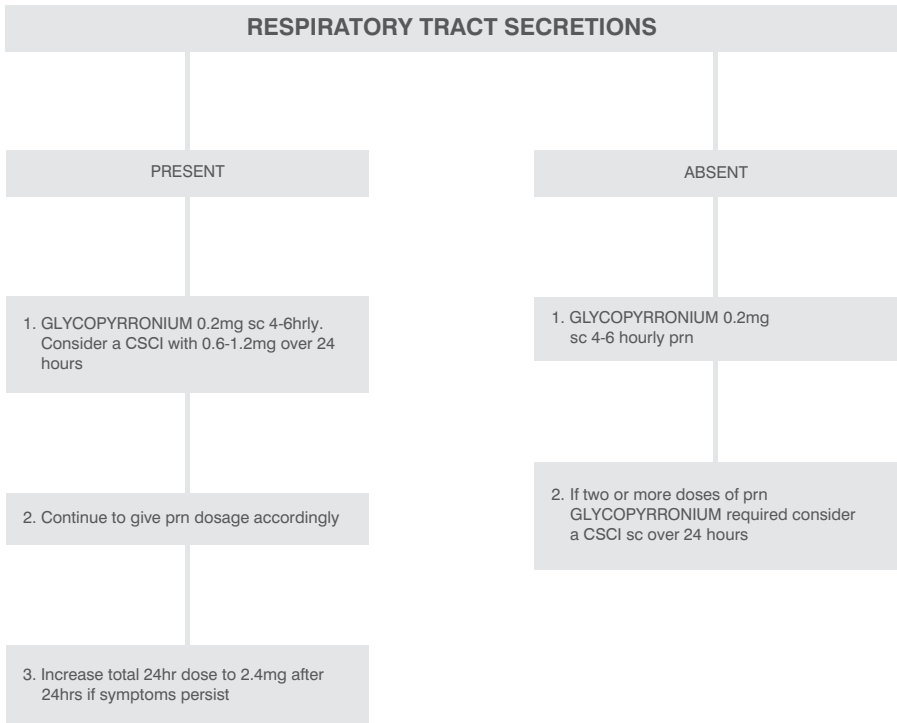 RESPIRATORY TRACT SECRETIONS
PRESENT
1. GLYCOPYRRONIUM 0.2mg sc 4-6hrly.
Consider a CSCI with 0.6-1.2mg over 24
hours
2. Continue to give prn dosage accordingly
3. Increase total 24hr dose to 2.4mg after
24hrs if symptoms persist
ABSENT
1. GLYCOPYRRONIUM 0.2mg
sc 4-6 hourly prn
2. If two or more doses of prn
GLYCOPYRRONIUM required consider
a CSCI sc over 24 hours